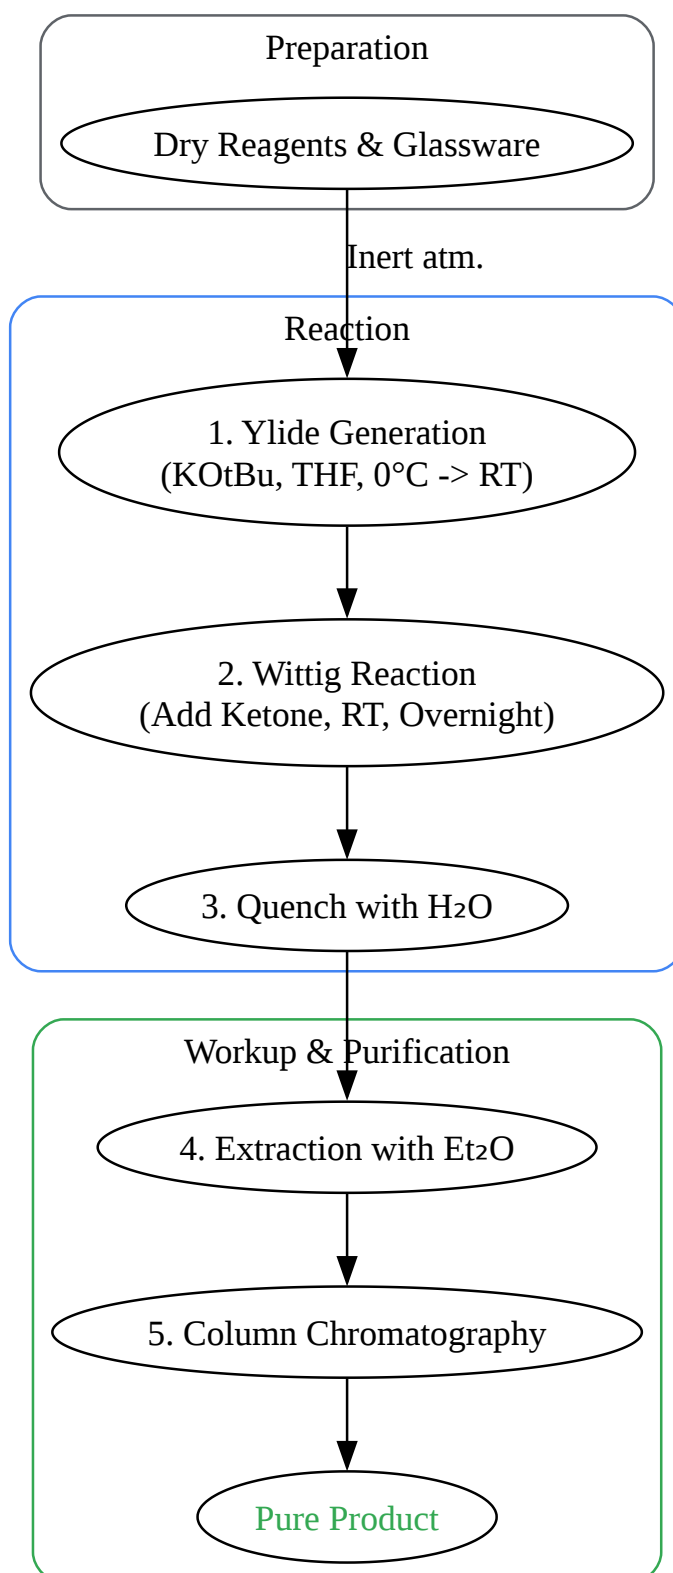 Preparation
Dry Reagents & Glassware
Inert atm.
Reaction
1. Ylide Generation
(KOtBu, THF, 0°C -> RT)
2. Wittig Reaction
(Add Ketone, RT, Overnight)
3. Quench with H₂O
Workup & Purification
4. Extraction with Et₂O
5. Column Chromatography
Pure Product